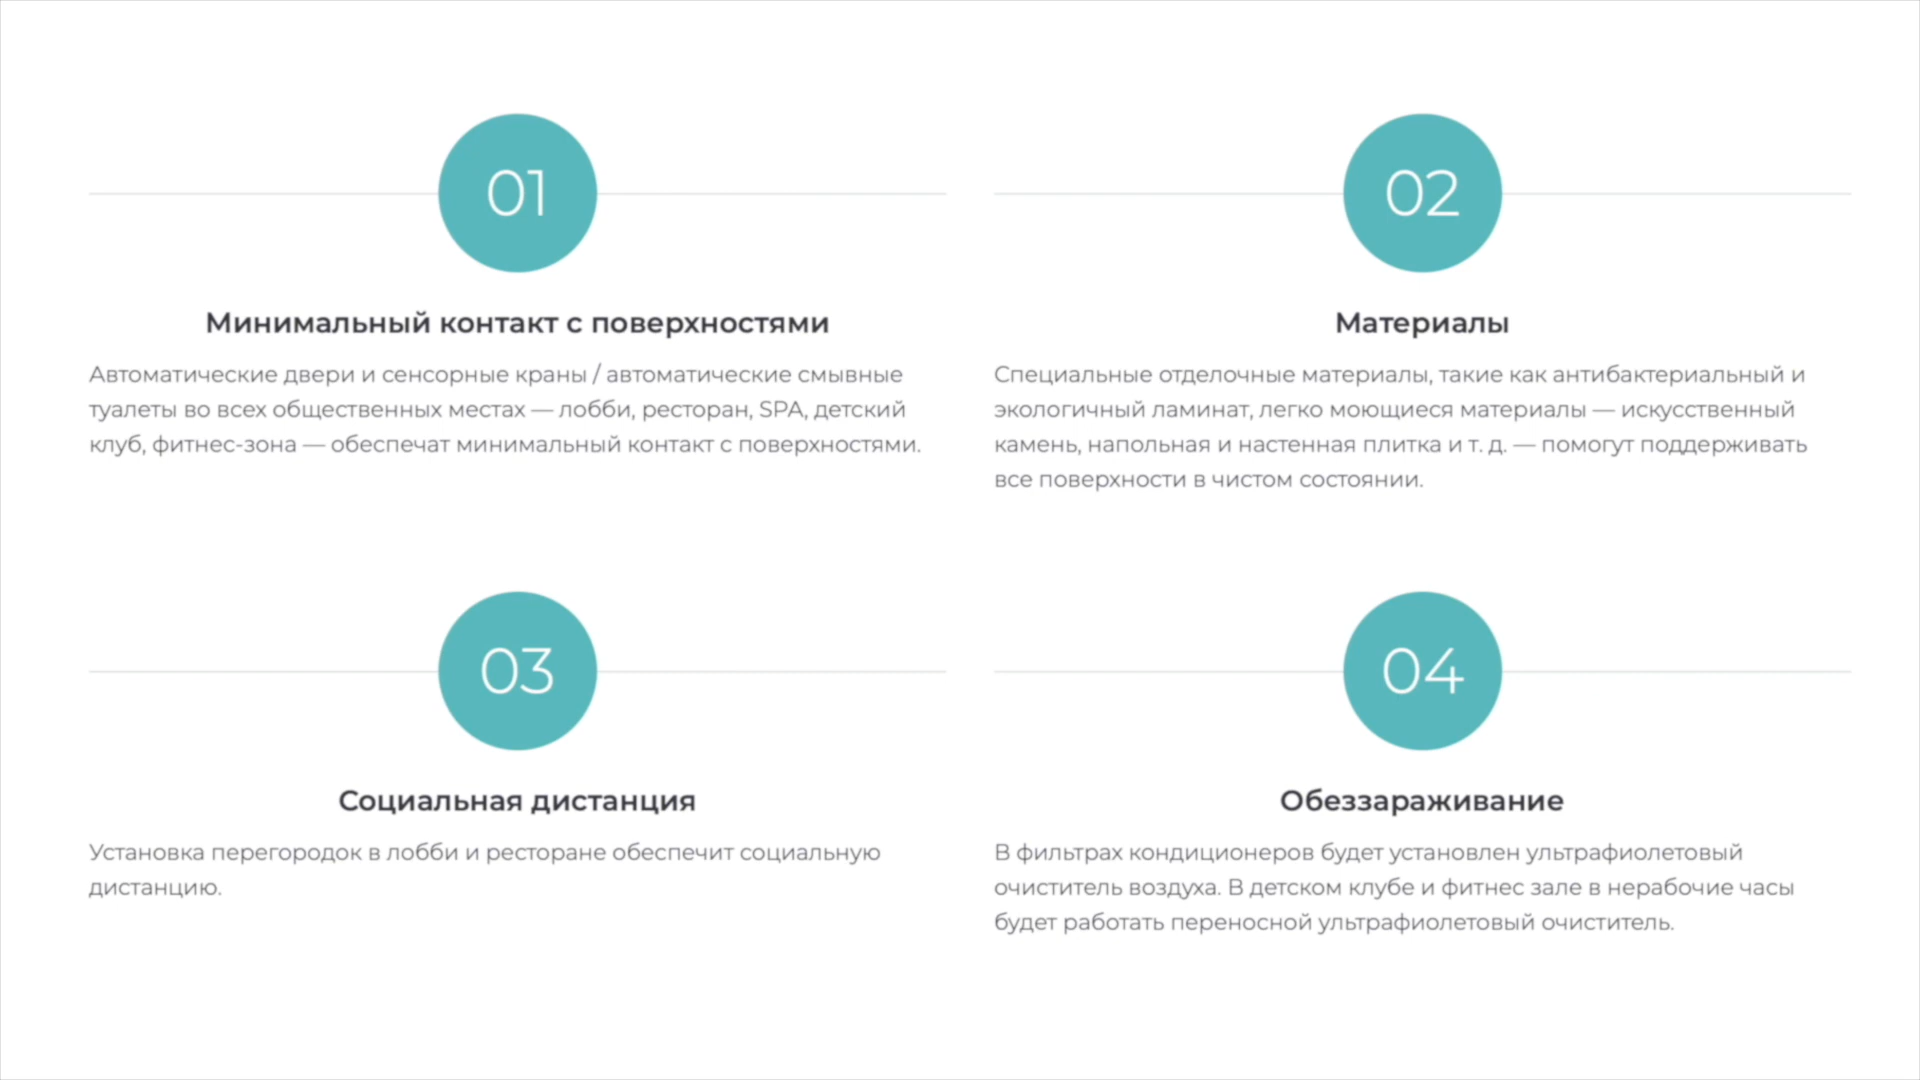 01
Минимальный контакт с поверхностями
Автоматические двери и сенсорные краны / автоматические смывные
туалеты во всех общественных местах — лобби, ресторан, SPA, детский
клуб, фитнес-зона — обеспечат минимальный контакт с поверхностями.
02
Материалы
Специальные отделочные материалы, такие как антибактериальный и
экологичный ламинат, легко моющиеся материалы — искусственный
камень, напольная и настенная плитка и т. д. — помогут поддерживать
все поверхности в чистом состоянии.
03
Социальная дистанция
Установка перегородок в лобби и ресторане обеспечит социальную
дистанцию.
04
Обеззараживание
В фильтрах кондиционеров будет установлен ультрафиолетовый
очиститель воздуха. В детском клубе и фитнес зале в нерабочие часы
будет работать переносной ультрафиолетовый очиститель.